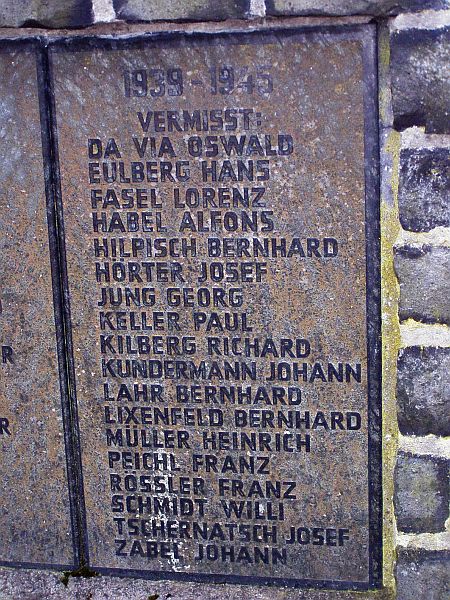 1939-1945
VERMISST:
DA VIA OSWALD
EULBERG HANS
FASEL LORENZ
HABEL ALFONS
HILPISCH BERNHARD
HÖRTER JOSEF
JUNG GEORG
KELLER PAUL
KILBERG RICHARD
KUNDERMANN JOHANN
LAHR BERNHARD
LIXENFELD BERNHARD
MÜLLER HEINRICH
PEICHL FRANZ
RÖSSLER FRANZ
SCHMIDT WILLI
TSCHERNATSCH JOSEF
ZABEL JOHANN